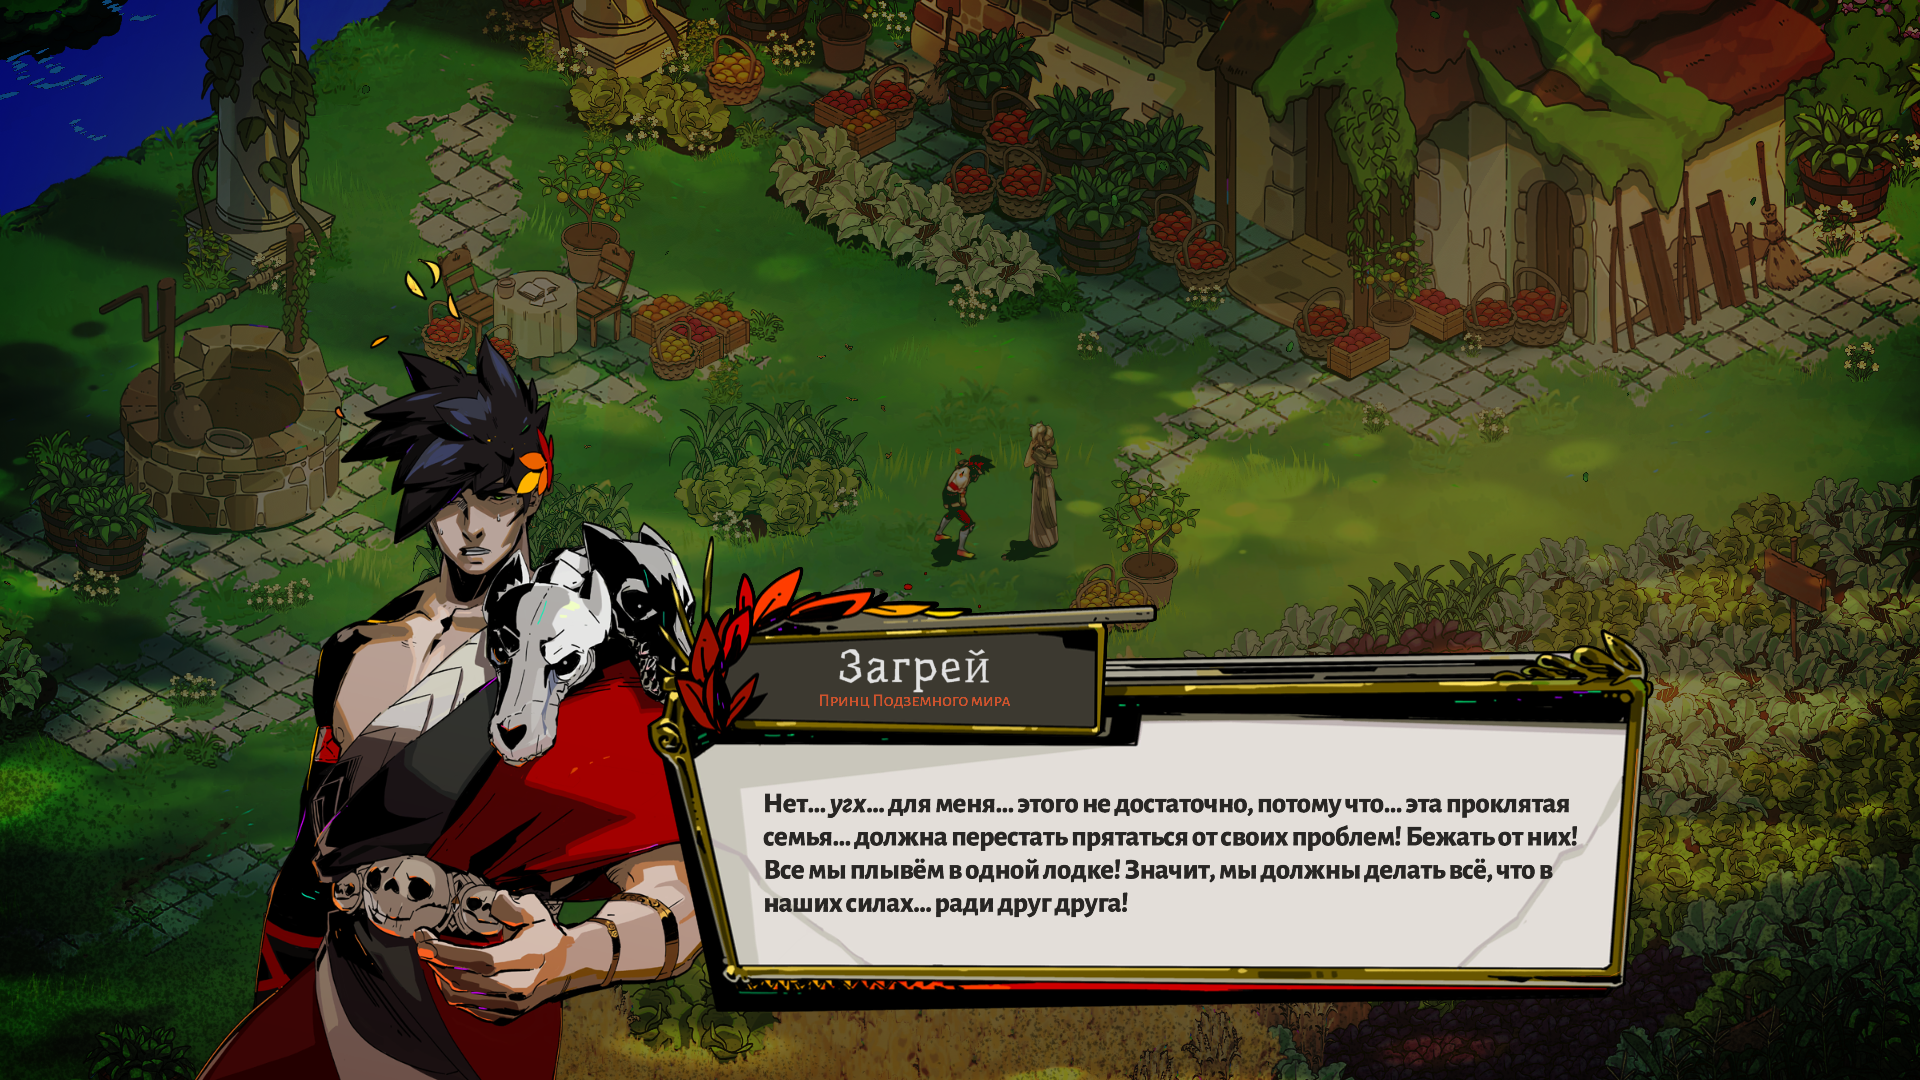 Загрей
Принц Подземного мира
Нет... угх... для меня... этого не достаточно, потому что... эта проклятая
семья... должна перестать прятаться от своих проблем! Бежать от них!
Все мы плывём в одной лодке! Значит, мы должны делать всё, что в
наших силах... ради друг друга!